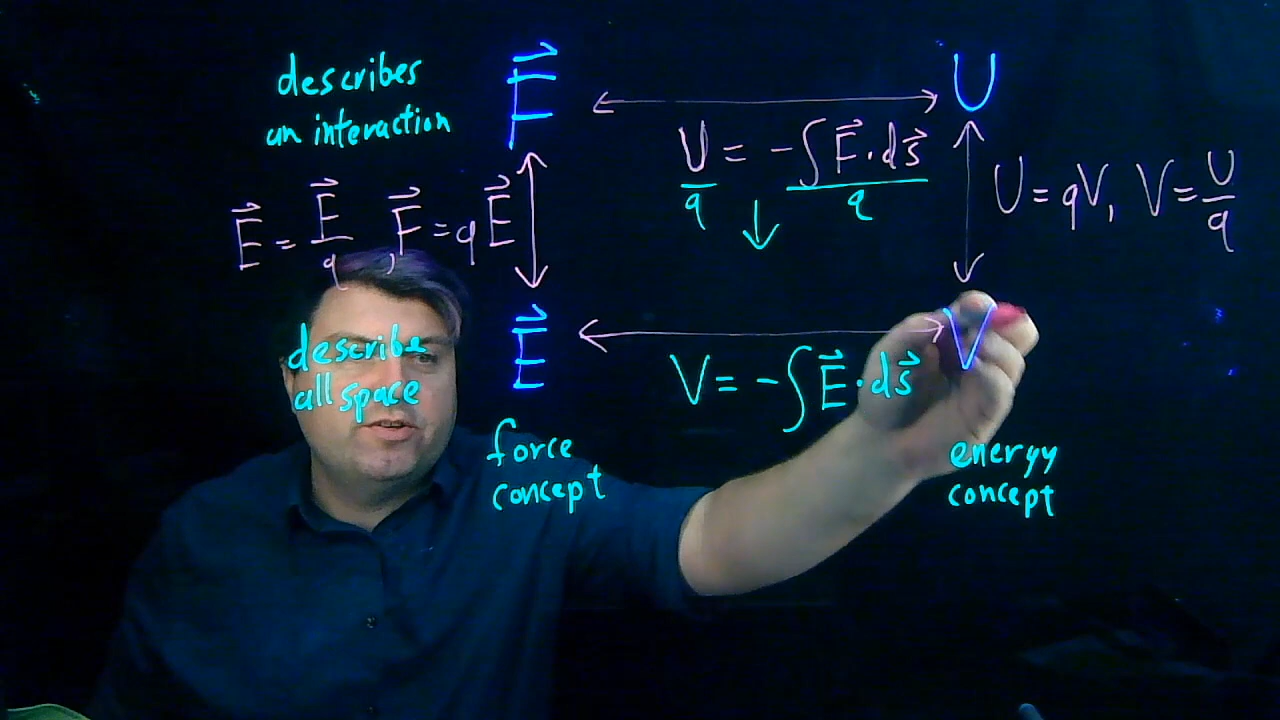 describes
an interaction
F⃗
U
U/q = -∫F⃗·ds⃗/q
↓
U = qV, V = U/q
E⃗ = F⃗/q, F⃗ = qE⃗
describe
all space
E⃗
V
V = -∫E⃗·ds⃗
force
concept
energy
concept